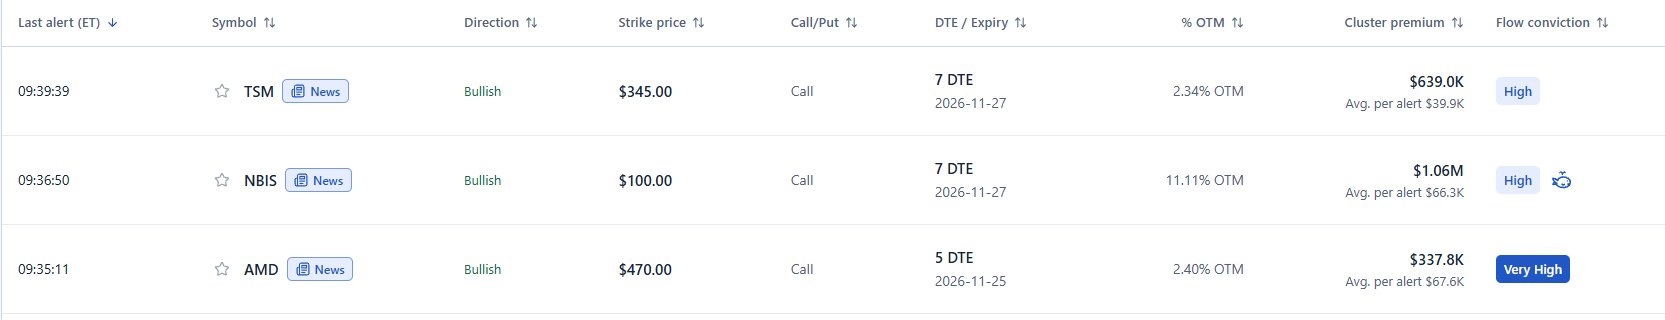 Last alert (ET) Symbol Direction Strike price Call/Put DTE / Expiry % OTM Cluster premium Flow conviction
09:39:39 TSM News Bullish $345.00 Call 7 DTE 2.34% OTM $639.0K High
2026-11-27 Avg. per alert $39.9K
09:36:50 NBIS News Bullish $100.00 Call 7 DTE 11.11% OTM $1.06M High
2026-11-27 Avg. per alert $66.3K
09:35:11 AMD News Bullish $470.00 Call 5 DTE 2.40% OTM $337.8K Very High
2026-11-25 Avg. per alert $67.6K